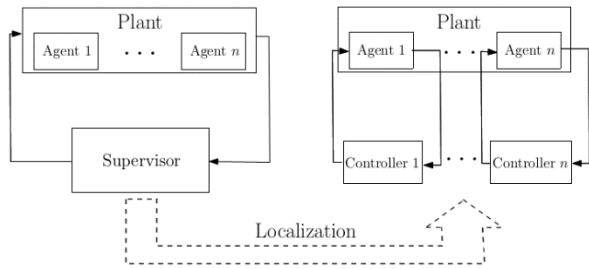 Plant
Agent 1 · · · Agent n
Supervisor
Plant
Agent 1 · · · Agent n
Controller 1 · · · Controller n
Localization